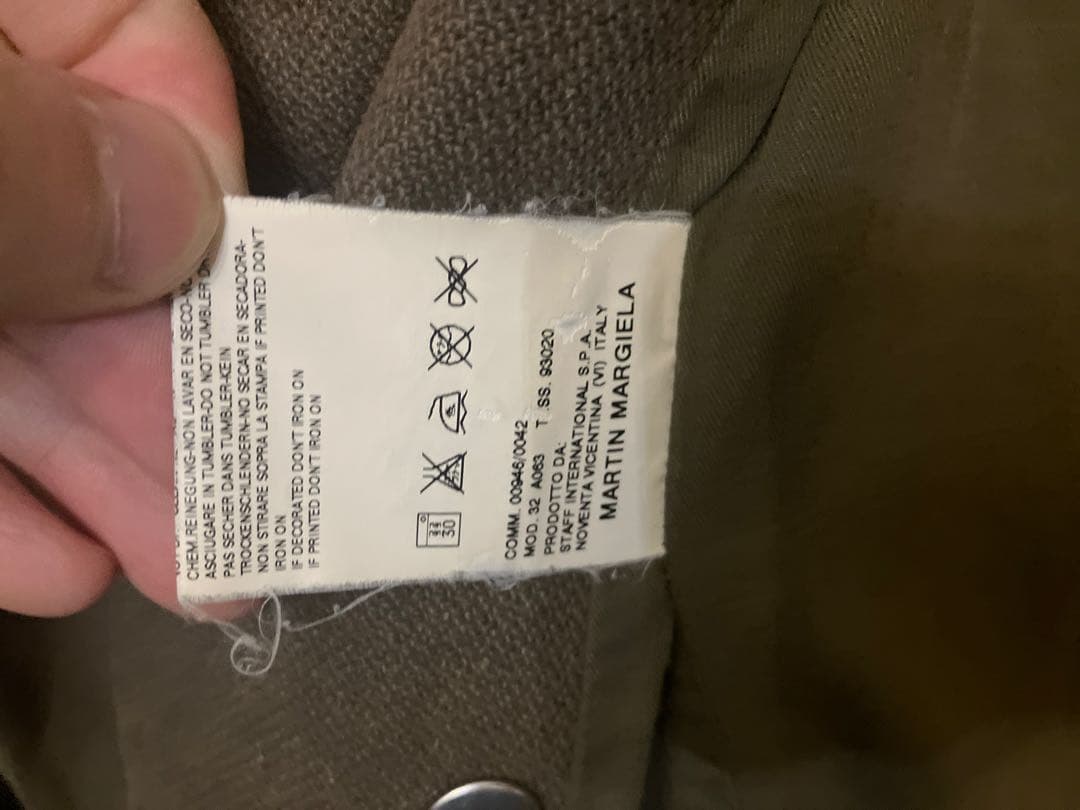 CHEM.REINEGUNG-NON LAVAR EN SECO-
ASCIUGARE IN TUMBLER-DO NOT TUMBLER
PAS SECHER DANS TUMBLER-KEIN
TROCKENSCHLENDERN-NO SECAR EN SECADORA-
NON STIRARE SOPRA LA STAMPA IF PRINTED DON'T
IRON ON
IF DECORATED DON'T IRON ON
IF PRINTED DON'T IRON ON
30
COMM. 00946/0042
MOD. 32 A063 T SS. 93020
PRODOTTO DA:
STAFF INTERNATIONAL S.P.A.
NOVENTA VICENTINA (VI) ITALY
MARTIN MARGIELA